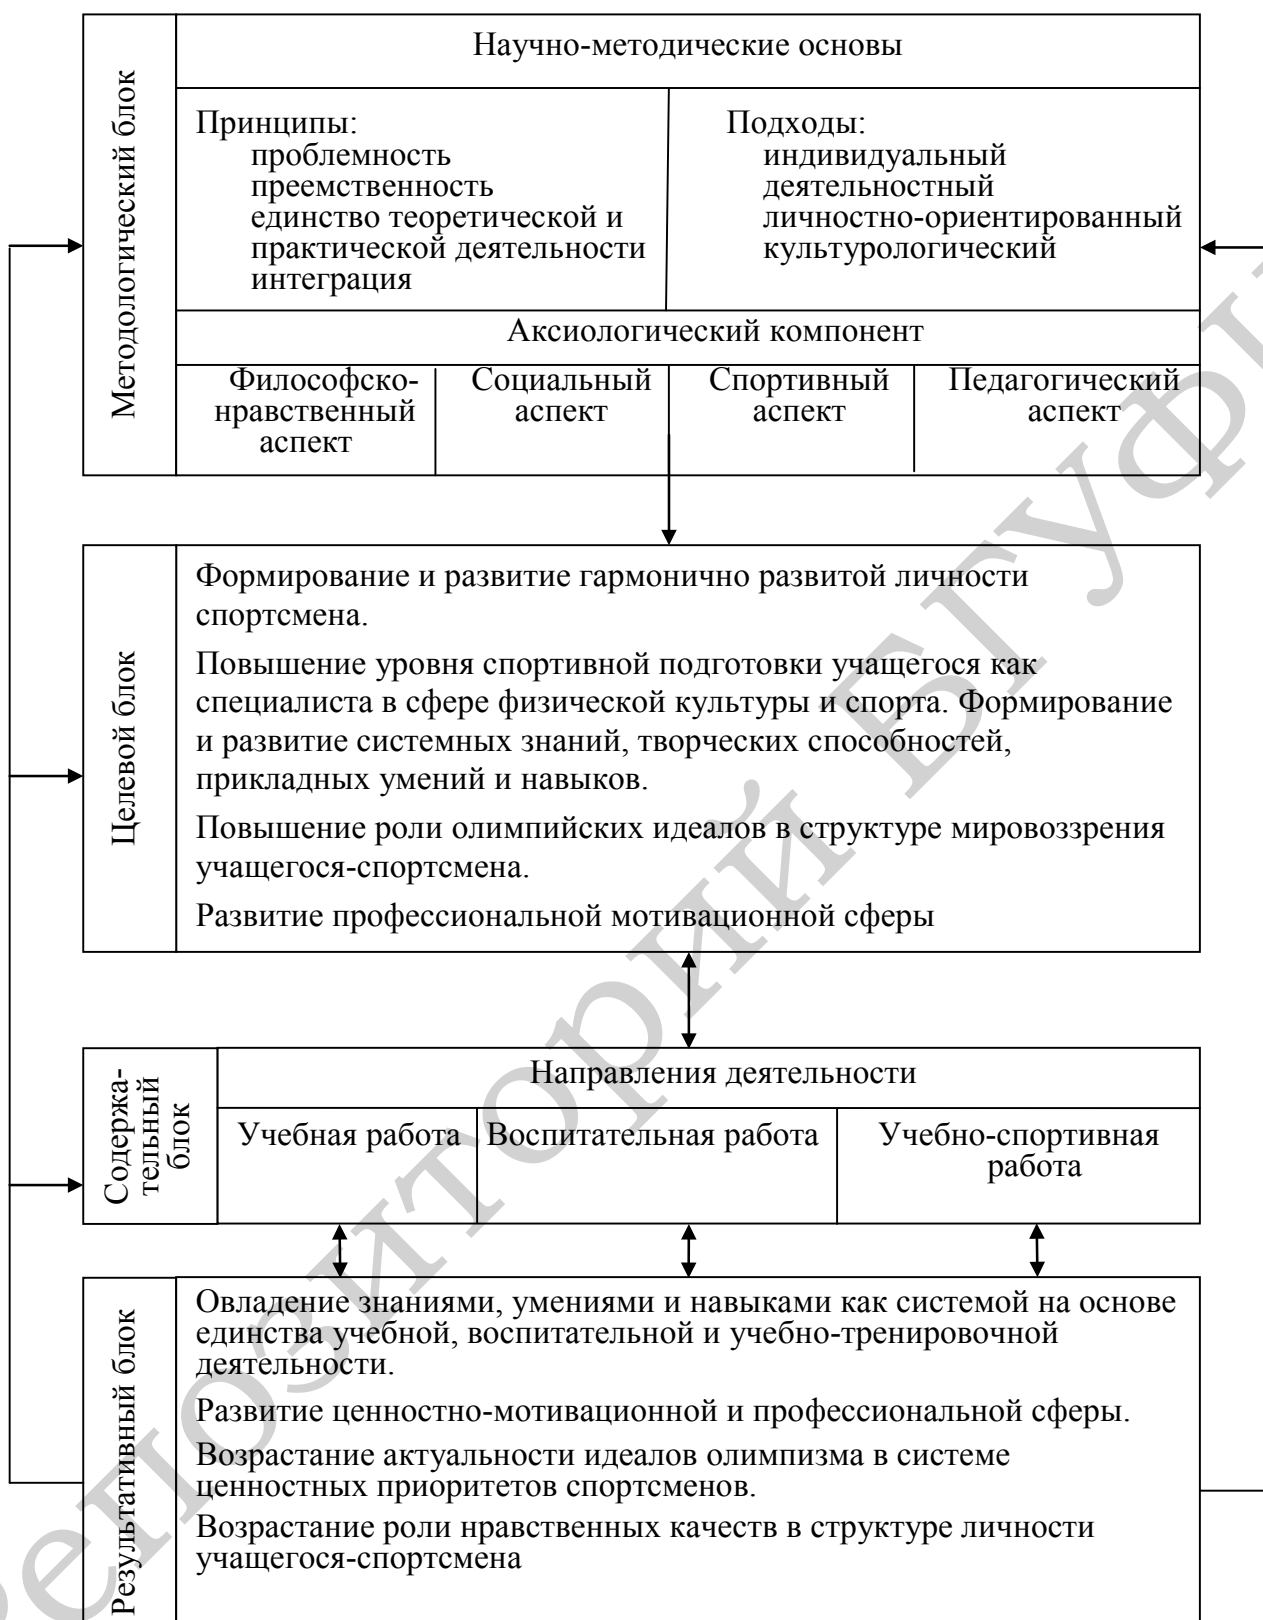 Методологический блок
Научно-методические основы
Принципы:
проблемность
преемственность
единство теоретической и
практической деятельности
интеграция
Подходы:
индивидуальный
деятельностный
личностно-ориентированный
культурологический
Аксиологический компонент
Философско-
нравственный
аспект
Социальный
аспект
Спортивный
аспект
Педагогический
аспект
Целевой блок
Формирование и развитие гармонично развитой личности
спортсмена.
Повышение уровня спортивной подготовки учащегося как
специалиста в сфере физической культуры и спорта. Формирование
и развитие системных знаний, творческих способностей,
прикладных умений и навыков.
Повышение роли олимпийских идеалов в структуре мировоззрения
учащегося-спортсмена.
Развитие профессиональной мотивационной сферы
Содержа-
тельный
блок
Направления деятельности
Учебная работа
Воспитательная работа
Учебно-спортивная
работа
Результативный блок
Овладение знаниями, умениями и навыками как системой на основе
единства учебной, воспитательной и учебно-тренировочной
деятельности.
Развитие ценностно-мотивационной и профессиональной сферы.
Возрастание актуальности идеалов олимпизма в системе
ценностных приоритетов спортсменов.
Возрастание роли нравственных качеств в структуре личности
учащегося-спортсмена